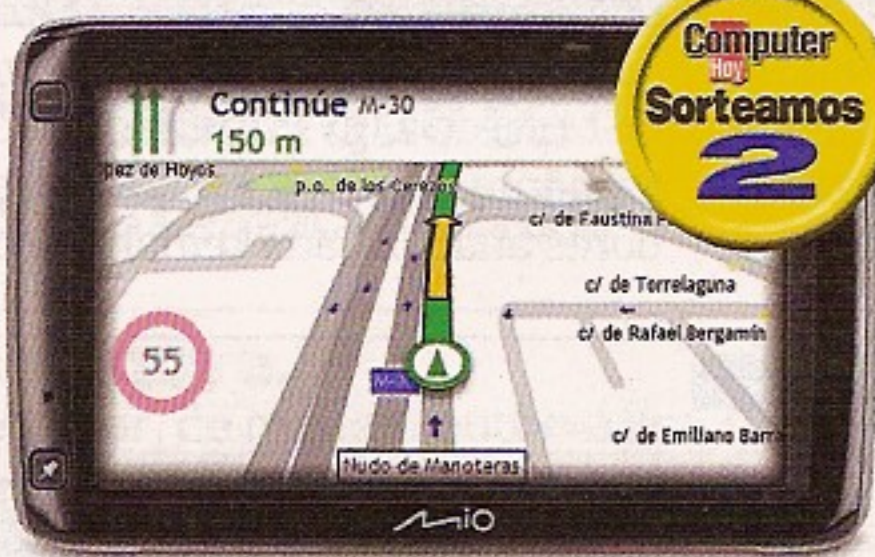 Computer
Hoy
Sorteamos
2
Continúe M-30
150 m
pez de Hoyos
p.o. de los Cerezos
c/ de Faustina P
c/ de Torrelaguna
c/ de Rafael Bergamín
55
c/ de Emiliano Barra
Nudo de Manoteras
Mio